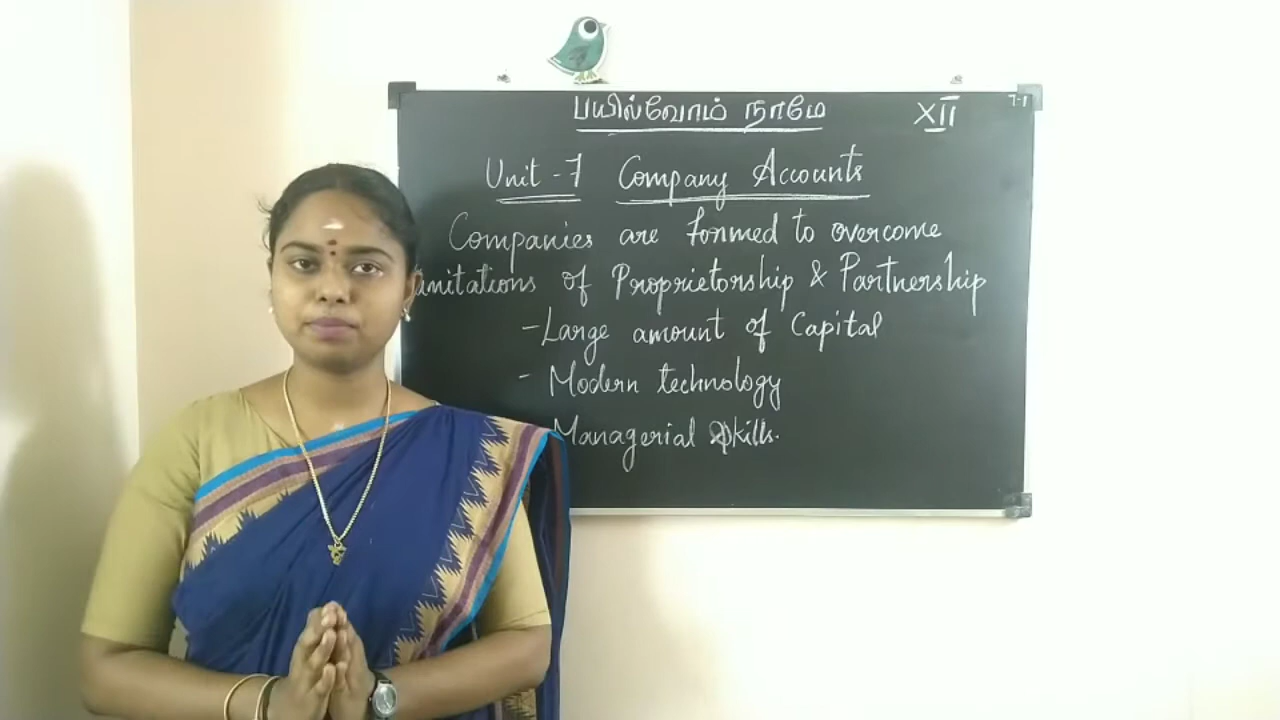 பயில்வோம் நாமே XII 7-1
Unit - 7 Company Accounts
Companies are formed to overcome
limitations of Proprietorship & Partnership
- Large amount of Capital
- Modern technology
Managerial Skills.